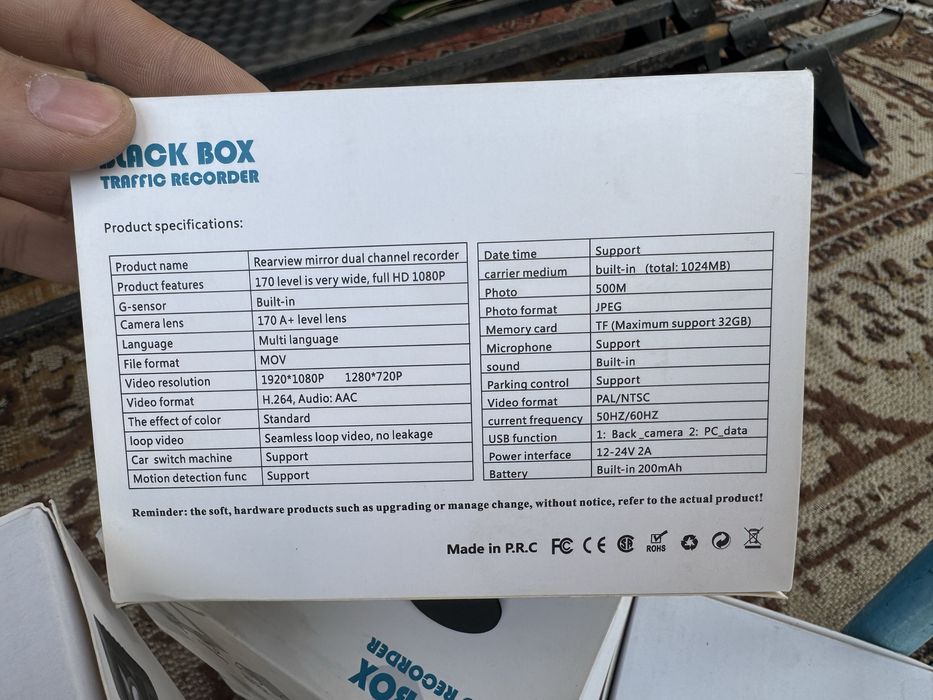 BLACK BOX
TRAFFIC RECORDER
Product specifications:
Product name Rearview mirror dual channel recorder
Product features 170 level is very wide, full HD 1080P
G-sensor Built-in
Camera lens 170 A+ level lens
Language Multi language
File format MOV
Video resolution 1920*1080P 1280*720P
Video format H.264, Audio: AAC
The effect of color Standard
loop video Seamless loop video, no leakage
Car switch machine Support
Motion detection func Support
Date time Support
carrier medium built-in (total: 1024MB)
Photo 500M
Photo format JPEG
Memory card TF (Maximum support 32GB)
Microphone Support
sound Built-in
Parking control Support
Video format PAL/NTSC
current frequency 50HZ/60HZ
USB function 1: Back_camera 2: PC_data
Power interface 12-24V 2A
Battery Built-in 200mAh
Reminder: the soft, hardware products such as upgrading or manage change, without notice, refer to the actual product!
Made in P.R.C FC CE ROHS
BOX
RECORDER